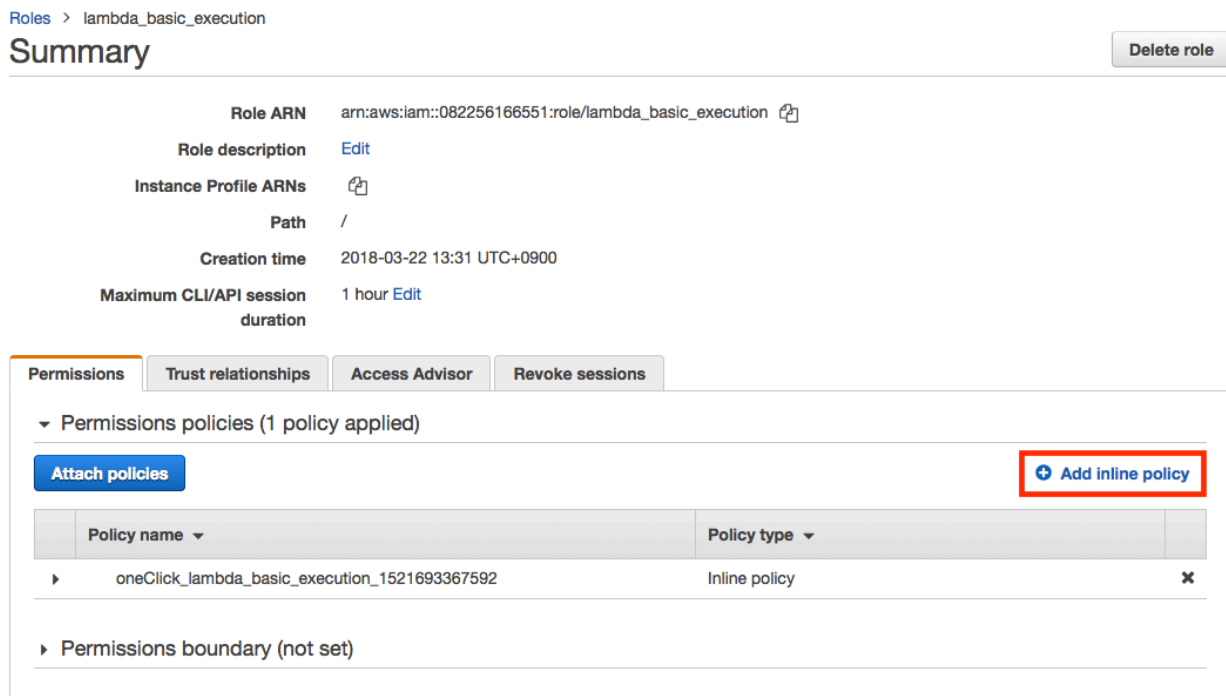 Roles > lambda_basic_execution
Summary
Delete role
Role ARN arn:aws:iam::082256166551:role/lambda_basic_execution
Role description Edit
Instance Profile ARNs
Path /
Creation time 2018-03-22 13:31 UTC+0900
Maximum CLI/API session duration 1 hour Edit
Permissions Trust relationships Access Advisor Revoke sessions
Permissions policies (1 policy applied)
Attach policies Add inline policy
Policy name Policy type
oneClick_lambda_basic_execution_1521693367592 Inline policy
Permissions boundary (not set)